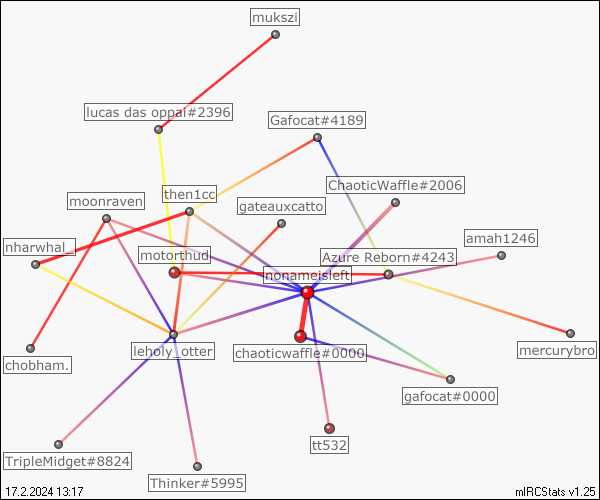 mukszi
lucas das oppai#2396
Gafocat#4189
ChaoticWaffle#2006
then1cc
moonraven
gateauxcatto
amah1246
nharwhal_
motorthud
Azure Reborn#4243
nonameisleft
mercurybro
leholy_otter
chaoticwaffle#0000
chobham.
gafocat#0000
tt532
TripleMidget#8824
Thinker#5995
17.2.2024 13:17
mIRCStats v1.25